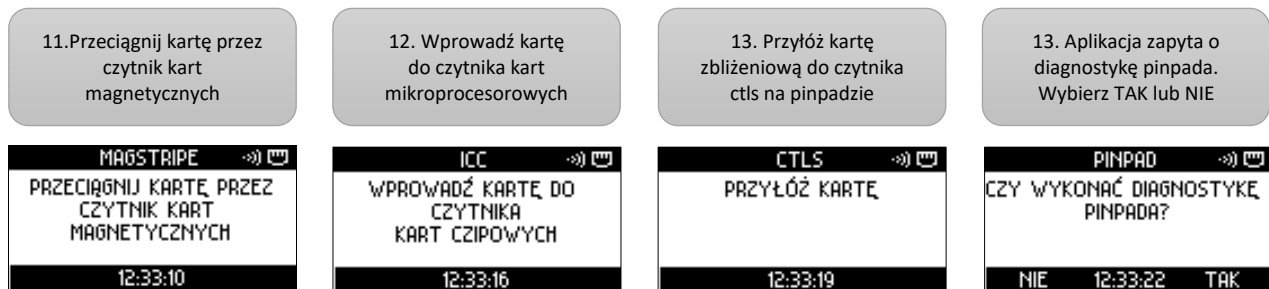 11.Przeciągnij kartę przez
czytnik kart
magnetycznych
12. Wprowadź kartę
do czytnika kart
mikroprocesorowych
13. Przyłóż kartę
zbliżeniową do czytnika
ctls na pinpadzie
13. Aplikacja zapyta o
diagnostykę pinpada.
Wybierz TAK lub NIE
MAGSTRIPE
PRZECIĄGNIJ KARTĘ PRZEZ
CZYTNIK KART
MAGNETYCZNYCH
12:33:10
ICC
WPROWADŹ KARTĘ DO
CZYTNIKA
KART CZIPOWYCH
12:33:16
CTLS
PRZYŁÓŻ KARTĘ
12:33:19
PINPAD
CZY WYKONAĆ DIAGNOSTYKĘ
PINPADA?
NIE 12:33:22 TAK